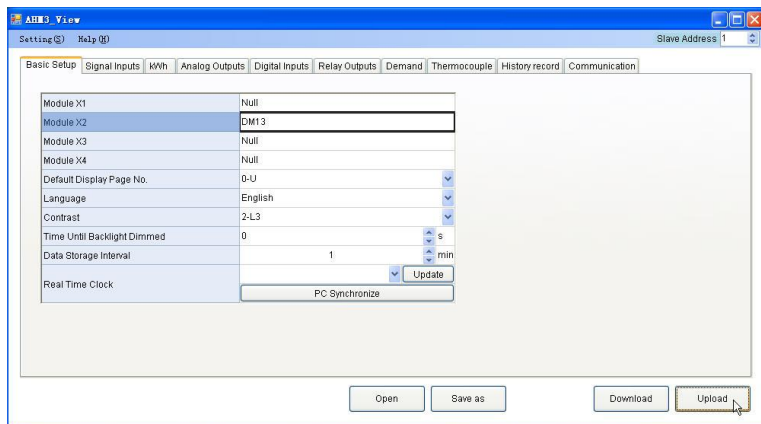 AHM3_View
Setting(S) Help(H) Slave Address 1
Basic Setup Signal Inputs kWh Analog Outputs Digital Inputs Relay Outputs Demand Thermocouple History record Communication
Module X1 Null
Module X2 DM13
Module X3 Null
Module X4 Null
Default Display Page No. 0-U
Language English
Contrast 2-L3
Time Until Backlight Dimmed 0 s
Data Storage Interval 1 min
Real Time Clock Update
PC Synchronize
Open Save as Download Upload